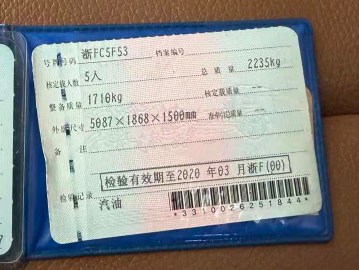 号牌号码 浙FC5F53 档案编号
核定载人数 5人 总质量 2235kg
整备质量 1710kg 核定载质量 --
外廓尺寸 5087×1868×1500mm 准牵引总质量 --
备注
检验有效期至2020年03月浙F(00)
检验记录
汽油
*3310026251844*